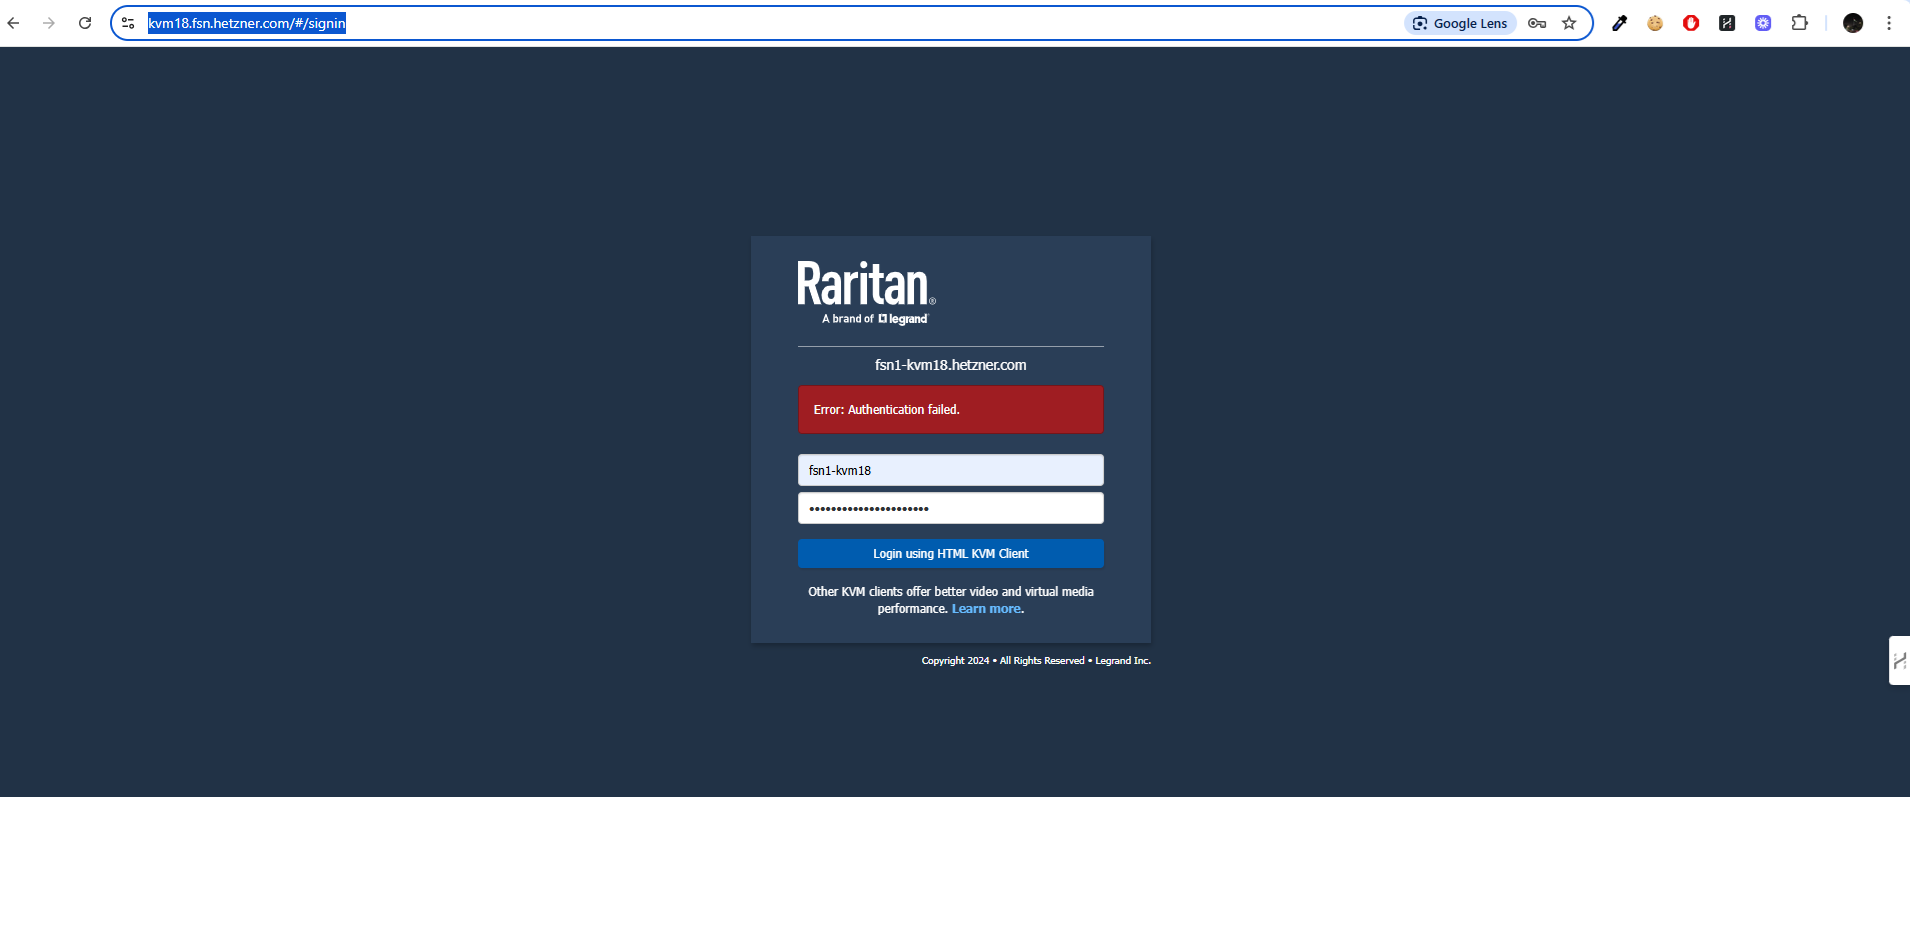 kvm18.fsn.hetzner.com/#/signin
Google Lens
Raritan®
A brand of legrand®
fsn1-kvm18.hetzner.com
Error: Authentication failed.
fsn1-kvm18
••••••••••••••••••••••
Login using HTML KVM Client
Other KVM clients offer better video and virtual media
performance. Learn more.
Copyright 2024 • All Rights Reserved • Legrand Inc.